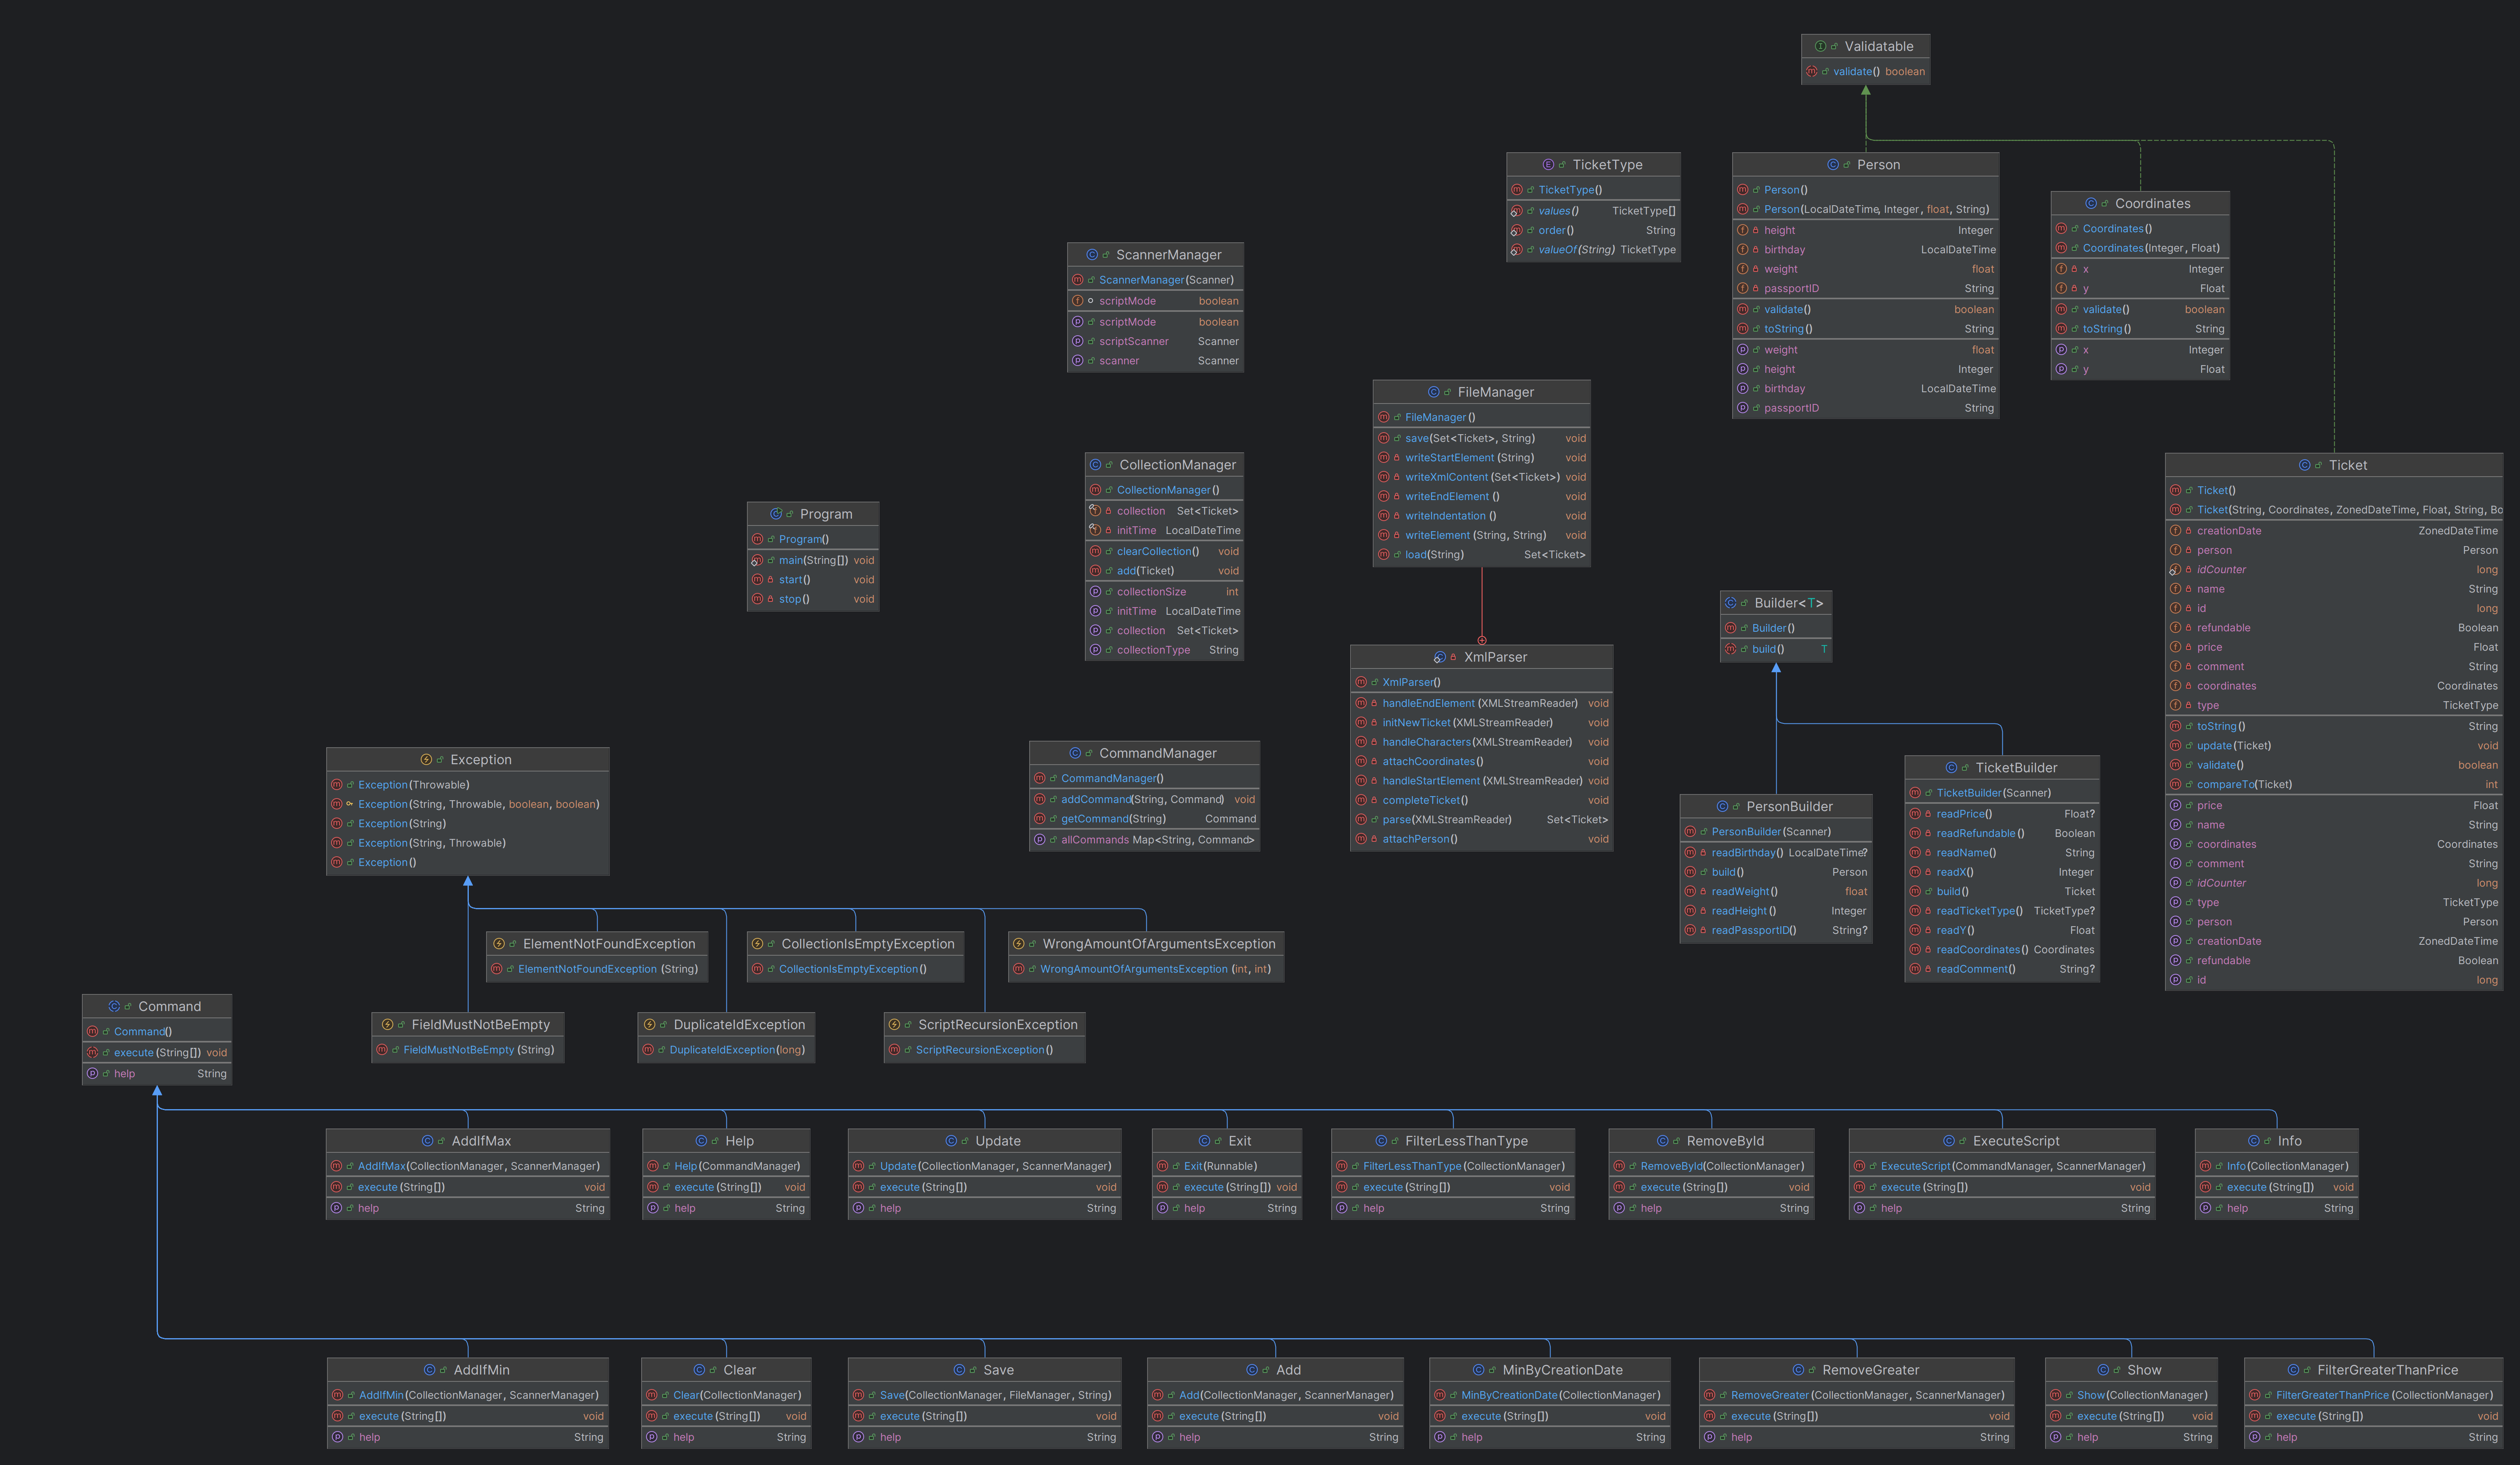 Validatable
validate() boolean
TicketType
TicketType()
values() TicketType[]
order() String
valueOf(String) TicketType
Person
Person()
Person(LocalDateTime, Integer, float, String)
height Integer
birthday LocalDateTime
weight float
passportID String
validate() boolean
toString() String
weight float
height Integer
birthday LocalDateTime
passportID String
Coordinates
Coordinates()
Coordinates(Integer, Float)
x Integer
y Float
validate() boolean
toString() String
x Integer
y Float
ScannerManager
ScannerManager(Scanner)
scriptMode boolean
scriptMode boolean
scriptScanner Scanner
scanner Scanner
FileManager
FileManager()
save(Set<Ticket>, String) void
writeStartElement(String) void
writeXmlContent(Set<Ticket>) void
writeEndElement() void
writeIndentation() void
writeElement(String, String) void
load(String) Set<Ticket>
CollectionManager
CollectionManager()
collection Set<Ticket>
initTime LocalDateTime
clearCollection() void
add(Ticket) void
collectionSize int
initTime LocalDateTime
collection Set<Ticket>
collectionType String
Program
Program()
main(String[]) void
start() void
stop() void
Ticket
Ticket()
Ticket(String, Coordinates, ZonedDateTime, Float, String, Bo
creationDate ZonedDateTime
person Person
idCounter long
name String
id long
refundable Boolean
price Float
comment String
coordinates Coordinates
type TicketType
toString() String
update(Ticket) void
validate() boolean
compareTo(Ticket) int
price Float
name String
coordinates Coordinates
comment String
idCounter long
type TicketType
person Person
creationDate ZonedDateTime
refundable Boolean
id long
Builder<T>
Builder()
build() T
XmlParser
XmlParser()
handleEndElement(XMLStreamReader) void
initNewTicket(XMLStreamReader) void
handleCharacters(XMLStreamReader) void
attachCoordinates() void
handleStartElement(XMLStreamReader) void
completeTicket() void
parse(XMLStreamReader) Set<Ticket>
attachPerson() void
Exception
Exception(Throwable)
Exception(String, Throwable, boolean, boolean)
Exception(String)
Exception(String, Throwable)
Exception()
CommandManager
CommandManager()
addCommand(String, Command) void
getCommand(String) Command
allCommands Map<String, Command>
PersonBuilder
PersonBuilder(Scanner)
readBirthday() LocalDateTime?
build() Person
readWeight() float
readHeight() Integer
readPassportID() String?
TicketBuilder
TicketBuilder(Scanner)
readPrice() Float?
readRefundable() Boolean
readName() String
readX() Integer
build() Ticket
readTicketType() TicketType?
readY() Float
readCoordinates() Coordinates
readComment() String?
ElementNotFoundException
ElementNotFoundException(String)
CollectionIsEmptyException
CollectionIsEmptyException()
WrongAmountOfArgumentsException
WrongAmountOfArgumentsException(int, int)
Command
Command()
execute(String[]) void
help String
FieldMustNotBeEmpty
FieldMustNotBeEmpty(String)
DuplicateIdException
DuplicateIdException(long)
ScriptRecursionException
ScriptRecursionException()
AddIfMax
AddIfMax(CollectionManager, ScannerManager)
execute(String[]) void
help String
Help
Help(CommandManager)
execute(String[]) void
help String
Update
Update(CollectionManager, ScannerManager)
execute(String[]) void
help String
Exit
Exit(Runnable)
execute(String[]) void
help String
FilterLessThanType
FilterLessThanType(CollectionManager)
execute(String[]) void
help String
RemoveById
RemoveById(CollectionManager)
execute(String[]) void
help String
ExecuteScript
ExecuteScript(CommandManager, ScannerManager)
execute(String[]) void
help String
Info
Info(CollectionManager)
execute(String[]) void
help String
AddIfMin
AddIfMin(CollectionManager, ScannerManager)
execute(String[]) void
help String
Clear
Clear(CollectionManager)
execute(String[]) void
help String
Save
Save(CollectionManager, FileManager, String)
execute(String[]) void
help String
Add
Add(CollectionManager, ScannerManager)
execute(String[]) void
help String
MinByCreationDate
MinByCreationDate(CollectionManager)
execute(String[]) void
help String
RemoveGreater
RemoveGreater(CollectionManager, ScannerManager)
execute(String[]) void
help String
Show
Show(CollectionManager)
execute(String[]) void
help String
FilterGreaterThanPrice
FilterGreaterThanPrice(CollectionManager)
execute(String[]) void
help String